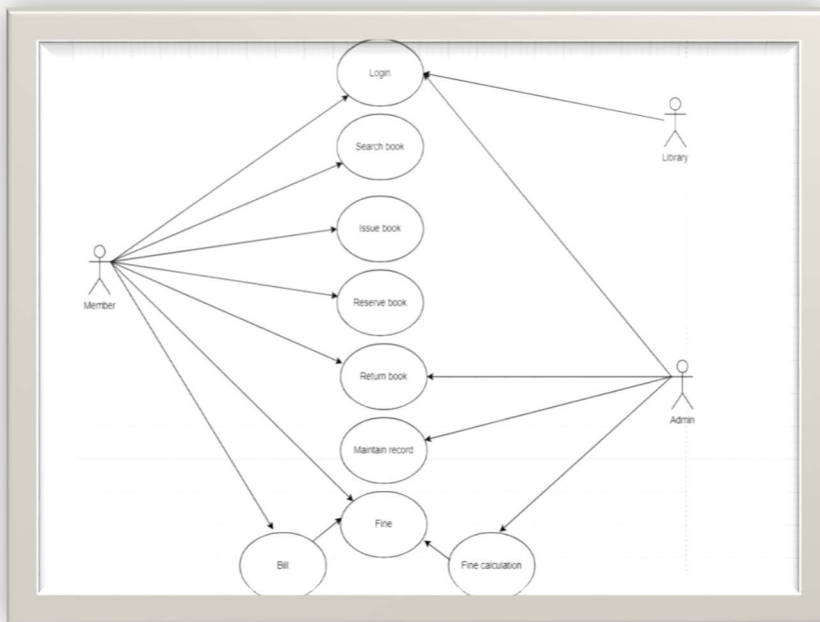 Login
Library
Search book
Issue book
Member
Reserve book
Return book
Admin
Maintain record
Fine
Bill
Fine calculation